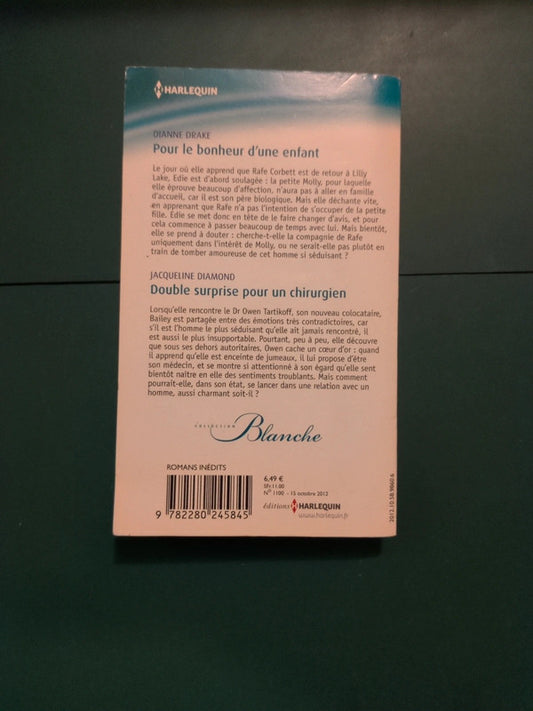 HARLEQUIN
DIANNE DRAKE
Pour le bonheur d'une enfant
Le jour où elle apprend que Rafe Corbett est de retour à Lilly
Lake, Edie est d'abord soulagée : la petite Molly, pour laquelle
elle éprouve beaucoup d'affection, n'aura pas à aller en famille
d'accueil, car il est son père biologique. Mais elle déchante vite,
en apprenant que Rafe n'a pas l'intention de s'occuper de la petite
fille. Edie se met donc en tête de le faire changer d'avis, et pour
cela commence à passer beaucoup de temps avec lui. Mais bientôt,
elle se prend à douter : cherche-t-elle la compagnie de Rafe
uniquement dans l'intérêt de Molly, ou ne serait-elle pas plutôt en
train de tomber amoureuse de cet homme si séduisant ?
JACQUELINE DIAMOND
Double surprise pour un chirurgien
Lorsqu'elle rencontre le Dr Owen Tartikoff, son nouveau colocataire,
Bailey est partagée entre des émotions très contradictoires, car
s'il est l'homme le plus séduisant qu'elle ait jamais rencontré, il
est aussi le plus insupportable. Pourtant, peu à peu, elle découvre
que sous ses dehors autoritaires, Owen cache un cœur d'or : quand
il apprend qu'elle est enceinte de jumeaux, il lui propose d'être
son médecin, et se montre si attentionné à son égard qu'elle sent
bientôt naître en elle des sentiments troublants. Mais comment
pourrait-elle, dans son état, se lancer dans une relation avec un
homme, aussi charmant soit-il ?
COLLECTION Blanche
ROMANS INÉDITS
6,49 €
SFr.11.00
N° 1100 - 15 octobre 2012
éditions HARLEQUIN
www.harlequin.fr
9 782280 245845
2012.10.58.9860.6